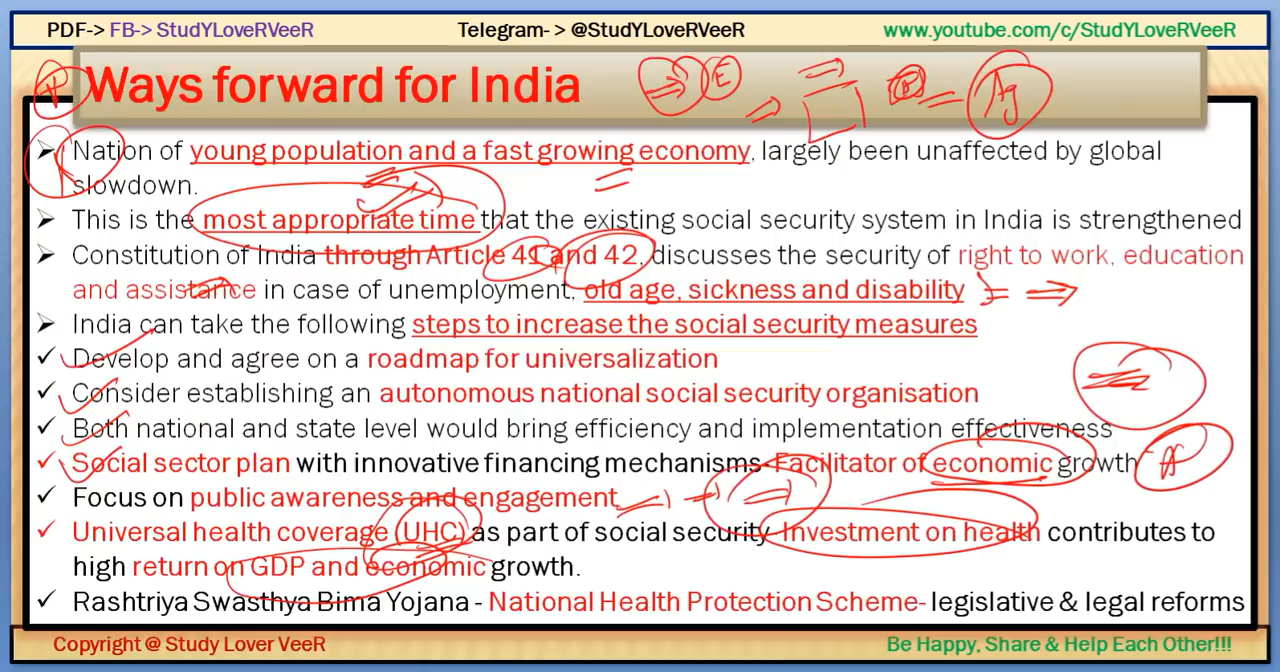 PDF-> FB-> StudYLoveRVeeR Telegram- > @StudYLoveRVeeR www.youtube.com/c/StudYLoveRVeeR
Ways forward for India
➤ Nation of young population and a fast growing economy, largely been unaffected by global
slowdown.
➤ This is the most appropriate time that the existing social security system in India is strengthened
➤ Constitution of India through Article 41 and 42, discusses the security of right to work, education
and assistance in case of unemployment, old age, sickness and disability
➤ India can take the following steps to increase the social security measures
✓ Develop and agree on a roadmap for universalization
✓ Consider establishing an autonomous national social security organisation
✓ Both national and state level would bring efficiency and implementation effectiveness
✓ Social sector plan with innovative financing mechanisms- Facilitator of economic growth
✓ Focus on public awareness and engagement
✓ Universal health coverage (UHC) as part of social security- Investment on health contributes to
high return on GDP and economic growth.
✓ Rashtriya Swasthya Bima Yojana - National Health Protection Scheme- legislative & legal reforms
Copyright @ Study Lover VeeR Be Happy, Share & Help Each Other!!!